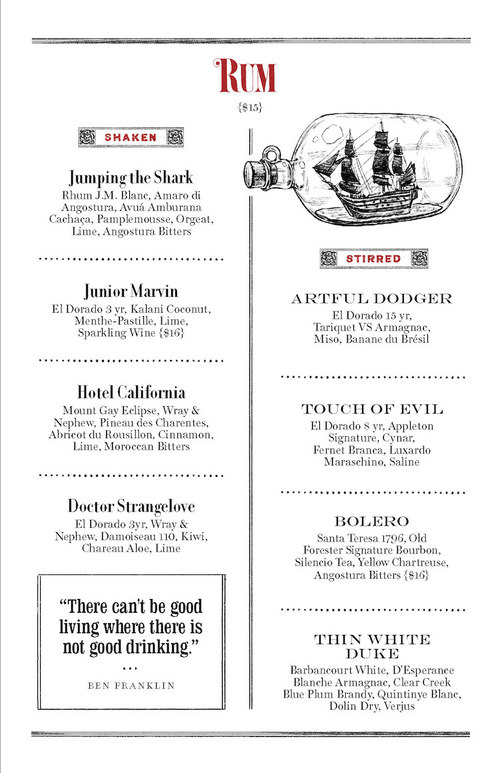 RUM
{$15}
SHAKEN
Jumping the Shark
Rhum J.M. Blanc, Amaro di
Angostura, Avuá Amburana
Cachaça, Pamplemousse, Orgeat,
Lime, Angostura Bitters
Junior Marvin
El Dorado 3 yr, Kalani Coconut,
Menthe-Pastille, Lime,
Sparkling Wine {$16}
Hotel California
Mount Gay Eclipse, Wray &
Nephew, Pineau des Charentes,
Abricot du Rousillon, Cinnamon,
Lime, Moroccan Bitters
Doctor Strangelove
El Dorado 3yr, Wray &
Nephew, Damoiseau 110, Kiwi,
Chareau Aloe, Lime
“There can't be good
living where there is
not good drinking.”
BEN FRANKLIN
STIRRED
ARTFUL DODGER
El Dorado 15 yr,
Tariquet VS Armagnac,
Miso, Banane du Brésil
TOUCH OF EVIL
El Dorado 8 yr, Appleton
Signature, Cynar,
Fernet Branca, Luxardo
Maraschino, Saline
BOLERO
Santa Teresa 1796, Old
Forester Signature Bourbon,
Silencio Tea, Yellow Chartreuse,
Angostura Bitters {$16}
THIN WHITE
DUKE
Barbancourt White, D'Esperance
Blanche Armagnac, Clear Creek
Blue Plum Brandy, Quintinye Blanc,
Dolin Dry, Verjus